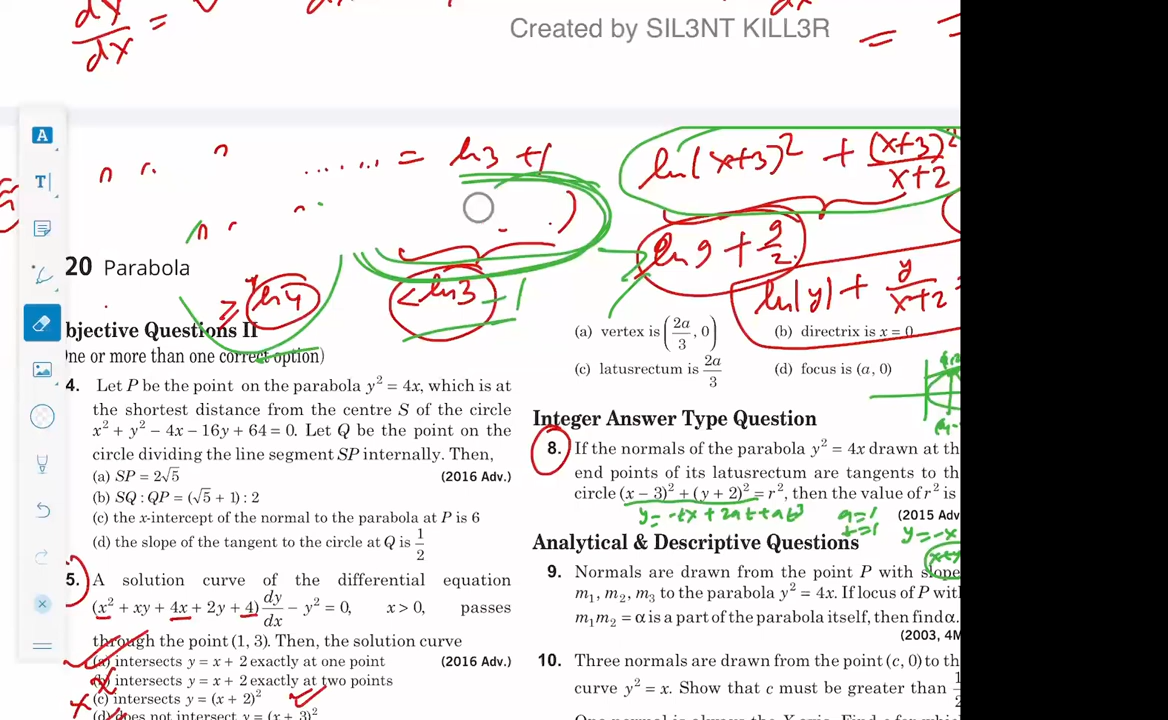 dy/dx =
Created by SIL3NT KILL3R
=
...... = ln3 +1
ln(x+3)² + (x+3)²/x+2
ln 9 + 9/2
20 Parabola
≥ ln4
< ln3 + 1
ln(y) + y/x+2
bjective Questions II
ne or more than one correct option)
4. Let P be the point on the parabola y² = 4x, which is at
the shortest distance from the centre S of the circle
x² + y² − 4x − 16y + 64 = 0. Let Q be the point on the
circle dividing the line segment SP internally. Then,
(a) SP = 2√5 (2016 Adv.)
(b) SQ : QP = (√5 + 1) : 2
(c) the x-intercept of the normal to the parabola at P is 6
(d) the slope of the tangent to the circle at Q is 1/2
5. A solution curve of the differential equation
(x² + xy + 4x + 2y + 4) dy/dx − y² = 0, x > 0, passes
through the point (1, 3). Then, the solution curve
(a) intersects y = x + 2 exactly at one point (2016 Adv.)
(b) intersects y = x + 2 exactly at two points
(c) intersects y = (x + 2)²
(d) does not intersect y = (x + 3)²
(a) vertex is (2a/3, 0) (b) directrix is x = 0
(c) latusrectum is 2a/3 (d) focus is (a, 0)
Integer Answer Type Question
8. If the normals of the parabola y² = 4x drawn at th
end points of its latusrectum are tangents to th
circle (x − 3)² + (y + 2)² = r², then the value of r² is
y = -tx + 2at + at³ a=1
t=1 (2015 Adv
y = -x
Analytical & Descriptive Questions
9. Normals are drawn from the point P with slope
m₁, m₂, m₃ to the parabola y² = 4x. If locus of P wit
m₁m₂ = α is a part of the parabola itself, then find α.
(2003, 4M
10. Three normals are drawn from the point (c, 0) to th
curve y² = x. Show that c must be greater than